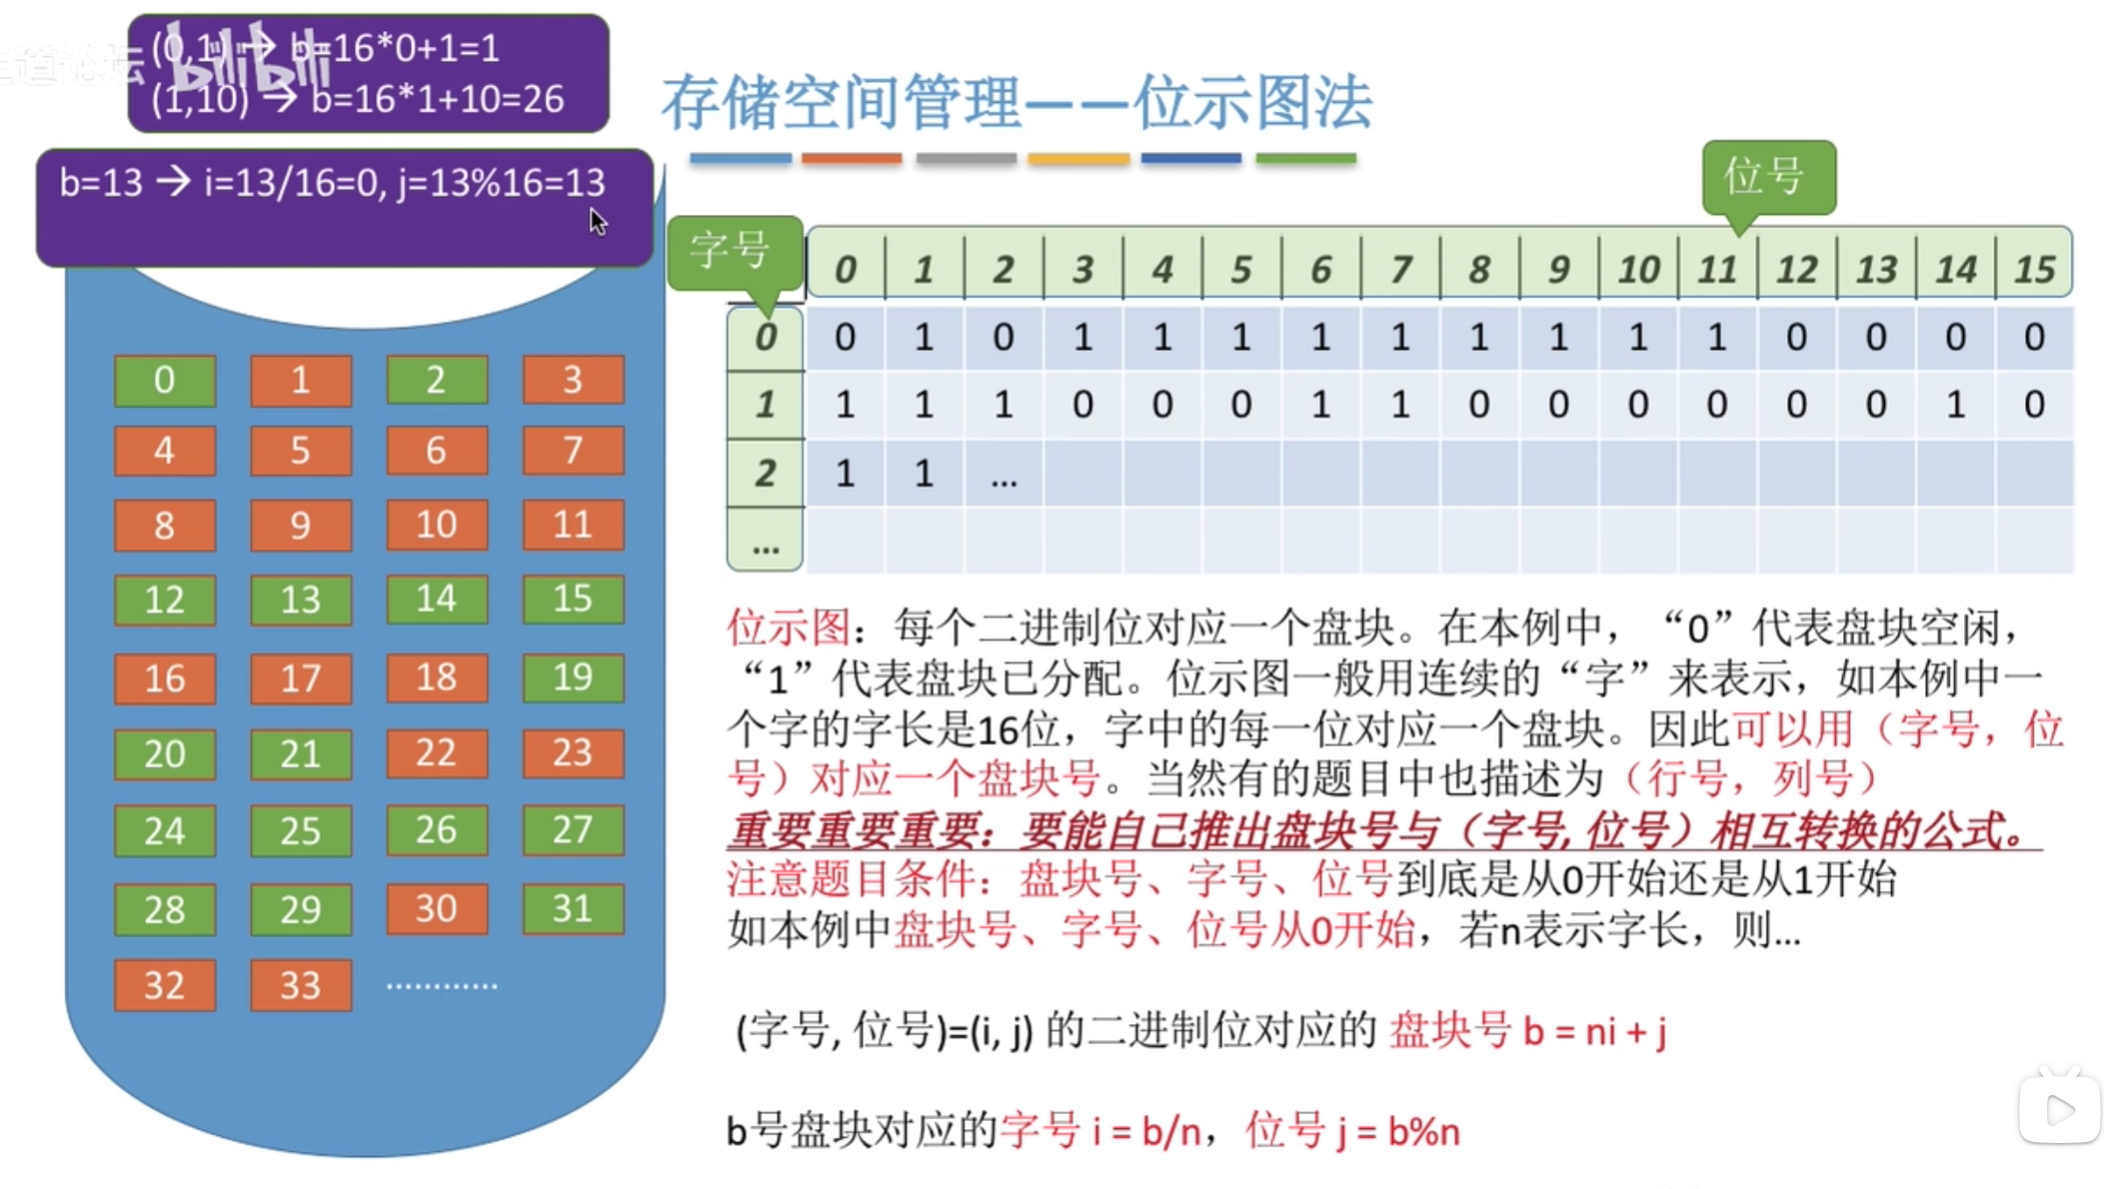 (0,1) → b=16*0+1=1
(1,10) → b=16*1+10=26
王道论坛 bilibili
b=13 → i=13/16=0, j=13%16=13
存储空间管理——位示图法
位号
字号
0 1 2 3 4 5 6 7 8 9 10 11 12 13 14 15
0 0 1 0 1 1 1 1 1 1 1 1 1 0 0 0 0
1 1 1 1 0 0 0 1 1 0 0 0 0 0 0 1 0
2 1 1 ...
...
0 1 2 3
4 5 6 7
8 9 10 11
12 13 14 15
16 17 18 19
20 21 22 23
24 25 26 27
28 29 30 31
32 33 ............
位示图：每个二进制位对应一个盘块。在本例中，“0”代表盘块空闲，
“1”代表盘块已分配。位示图一般用连续的“字”来表示，如本例中一
个字的字长是16位，字中的每一位对应一个盘块。因此可以用（字号，位
号）对应一个盘块号。当然有的题目中也描述为（行号，列号）
重要重要重要：要能自己推出盘块号与（字号, 位号）相互转换的公式。
注意题目条件：盘块号、字号、位号到底是从0开始还是从1开始
如本例中盘块号、字号、位号从0开始，若n表示字长，则...
(字号, 位号)=(i, j) 的二进制位对应的 盘块号 b = ni + j
b号盘块对应的字号 i = b/n，位号 j = b%n